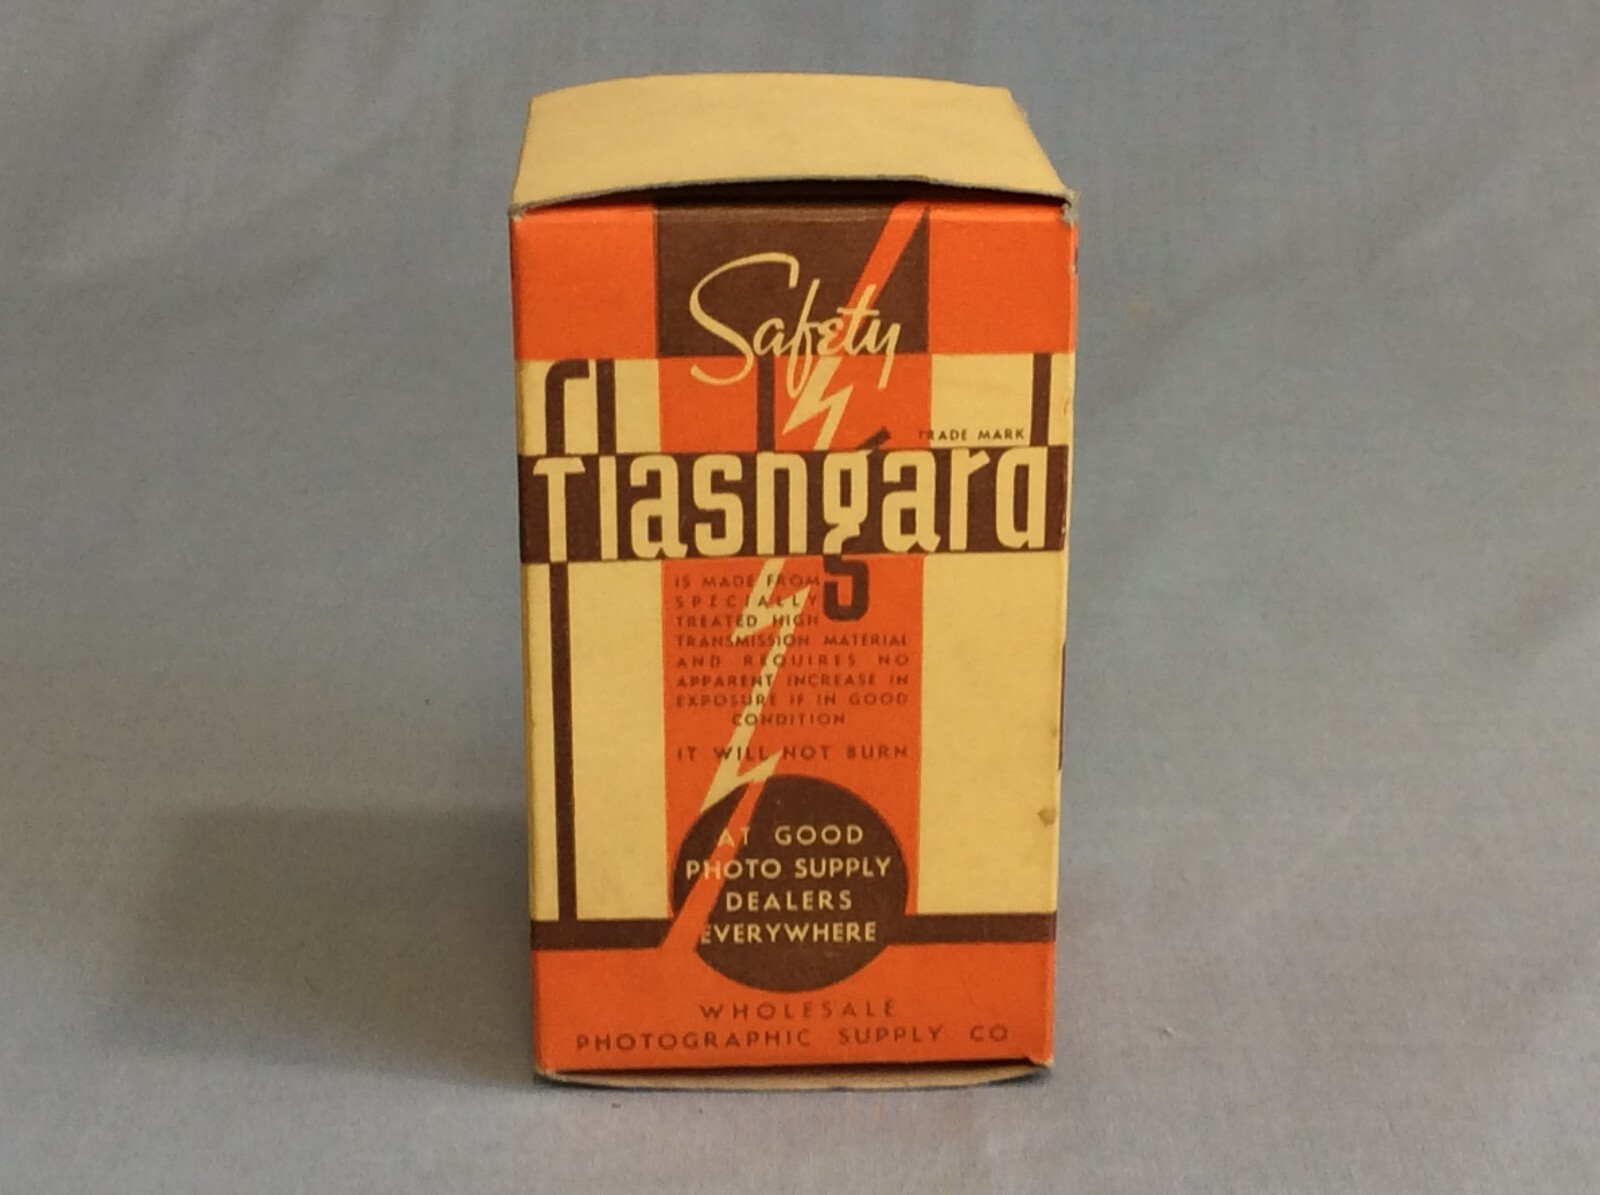 Safety
flashgard
TRADE MARK
IS MADE FROM
SPECIALLY
TREATED HIGH
TRANSMISSION MATERIAL
AND REQUIRES NO
APPARENT INCREASE IN
EXPOSURE IF IN GOOD
CONDITION
IT WILL NOT BURN
AT GOOD
PHOTO SUPPLY
DEALERS
EVERYWHERE
WHOLESALE
PHOTOGRAPHIC SUPPLY CO